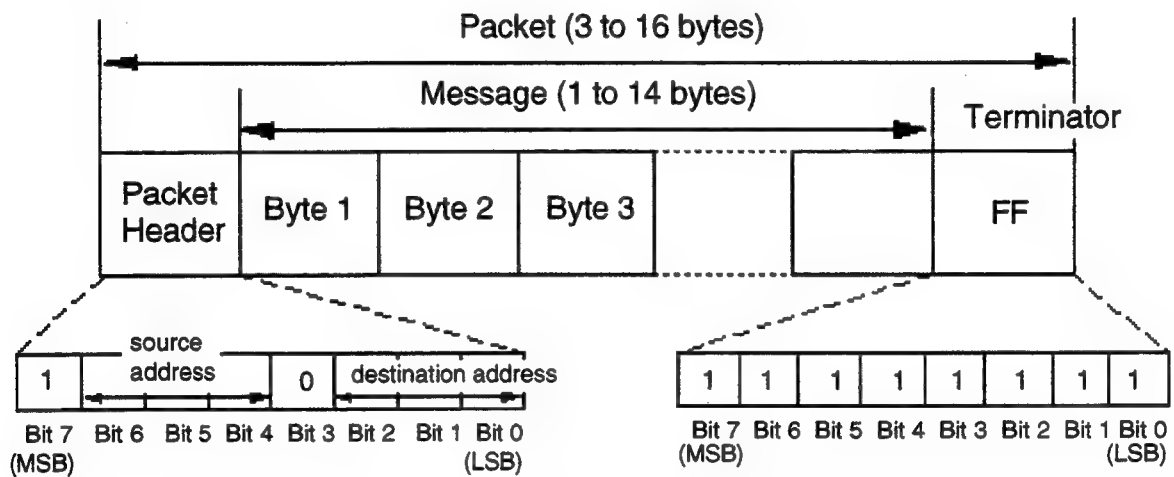 Packet (3 to 16 bytes)
Message (1 to 14 bytes)
Terminator
Packet
Header
Byte 1
Byte 2
Byte 3
FF
source
address
1
0
destination address
Bit 7
Bit 6
Bit 5
Bit 4
Bit 3
Bit 2
Bit 1
Bit 0
(MSB)
(LSB)
1 1 1 1 1 1 1 1
Bit 7
Bit 6
Bit 5
Bit 4
Bit 3
Bit 2
Bit 1
Bit 0
(MSB)
(LSB)